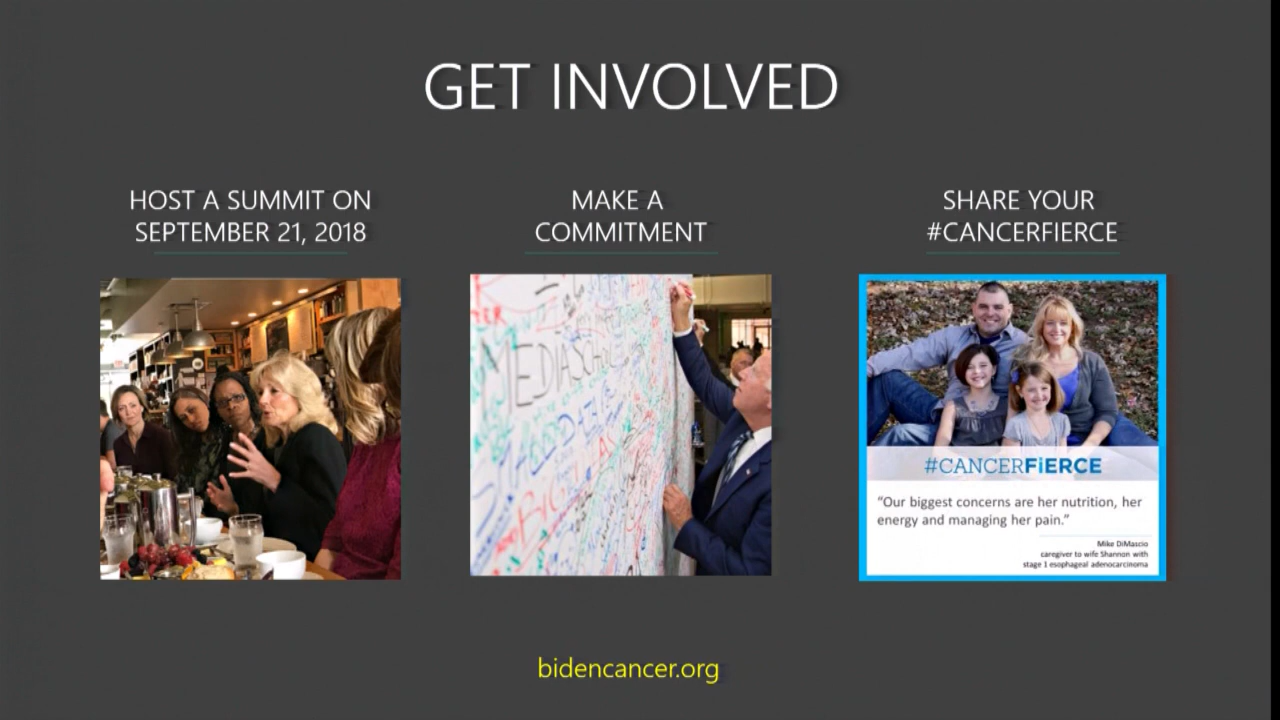 GET INVOLVED
HOST A SUMMIT ON
SEPTEMBER 21, 2018
MAKE A
COMMITMENT
SHARE YOUR
#CANCERFIERCE
MEDIASCHOOL
#CANCERFiERCE
“Our biggest concerns are her nutrition, her
energy and managing her pain.”
Mike DiMascio
caregiver to wife Shannon with
stage 1 esophageal adenocarcinoma
bidencancer.org